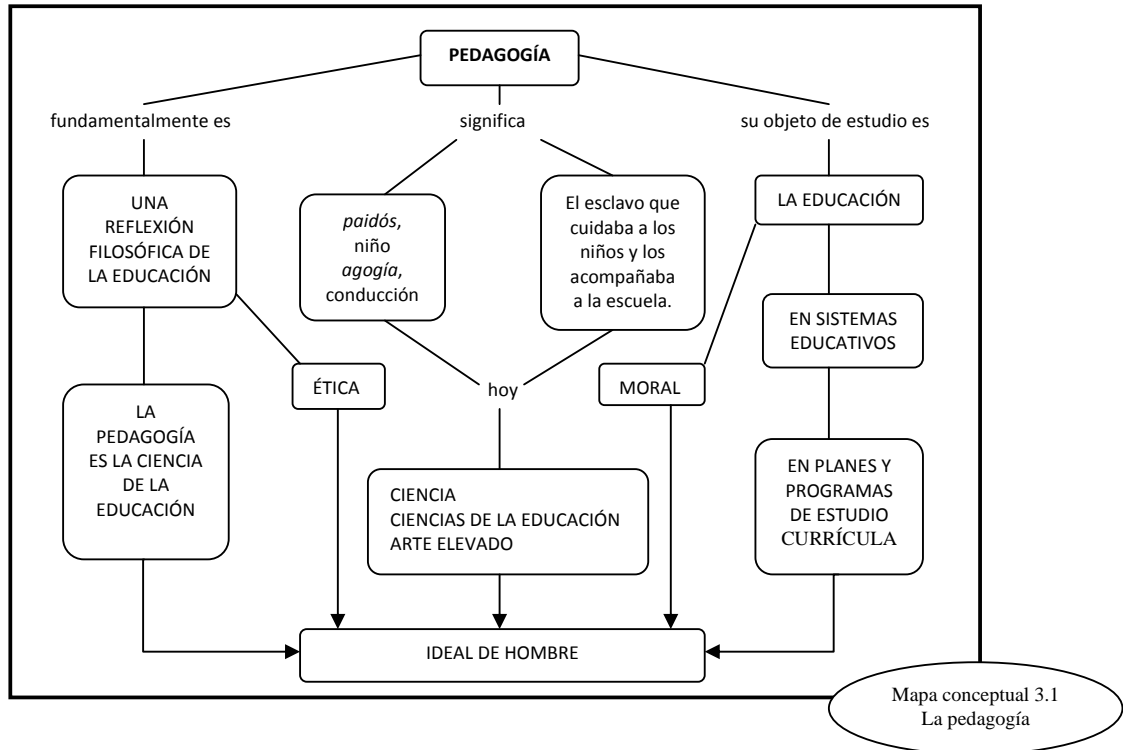 PEDAGOGÍA
fundamentalmente es
significa
su objeto de estudio es
UNA
REFLEXIÓN
FILOSÓFICA DE
LA EDUCACIÓN
paidós,
niño
agogía,
conducción
El esclavo que
cuidaba a los
niños y los
acompañaba
a la escuela.
LA EDUCACIÓN
EN SISTEMAS
EDUCATIVOS
ÉTICA
hoy
MORAL
LA
PEDAGOGÍA
ES LA CIENCIA
DE LA
EDUCACIÓN
CIENCIA
CIENCIAS DE LA EDUCACIÓN
ARTE ELEVADO
EN PLANES Y
PROGRAMAS
DE ESTUDIO
CURRÍCULA
IDEAL DE HOMBRE
Mapa conceptual 3.1
La pedagogía